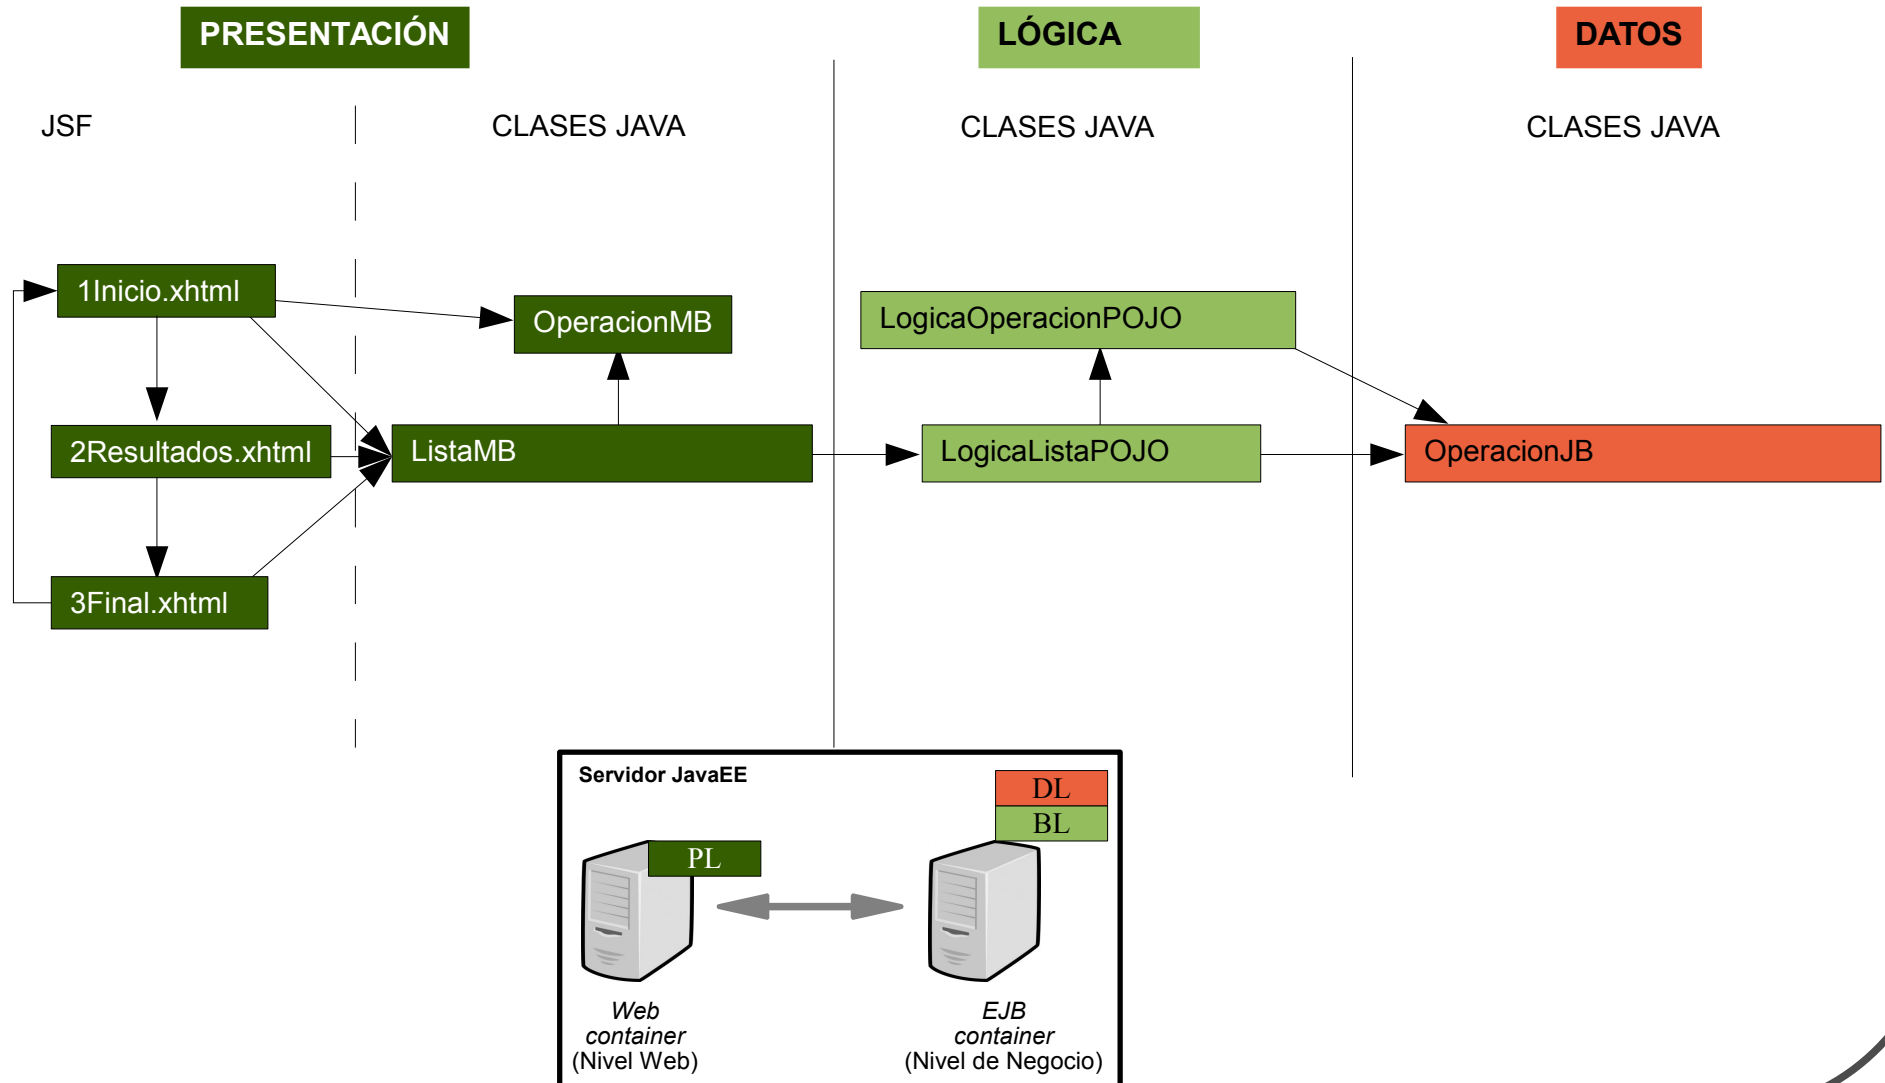 PRESENTACIÓN
LÓGICA
DATOS
JSF
CLASES JAVA
CLASES JAVA
CLASES JAVA
1Inicio.xhtml
OperacionMB
LogicaOperacionPOJO
2Resultados.xhtml
ListaMB
LogicaListaPOJO
OperacionJB
3Final.xhtml
Servidor JavaEE
DL
BL
PL
Web
container
(Nivel Web)
EJB
container
(Nivel de Negocio)